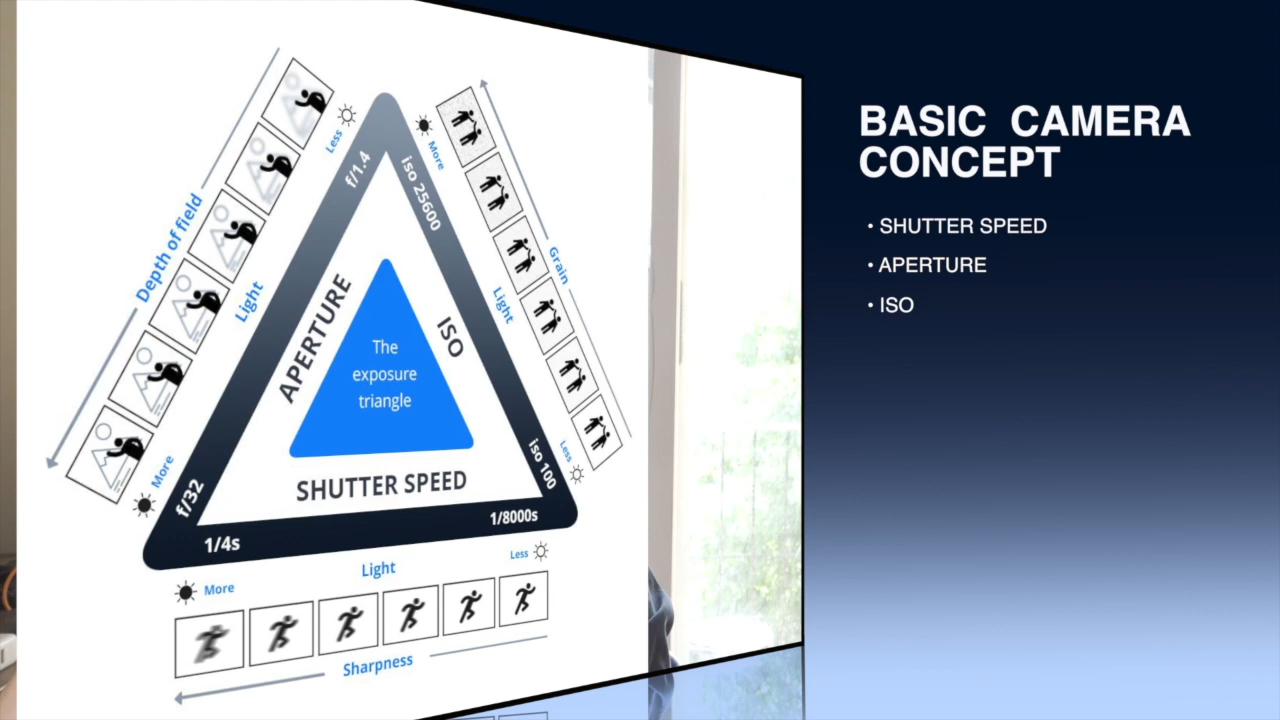 BASIC CAMERA
CONCEPT
• SHUTTER SPEED
• APERTURE
• ISO
Less
More
f/1.4
iso 25600
Depth of field
Light
Grain
Light
APERTURE
ISO
The
exposure
triangle
More
f/32
iso 100
Less
SHUTTER SPEED
1/4s
1/8000s
More
Light
Less
Sharpness